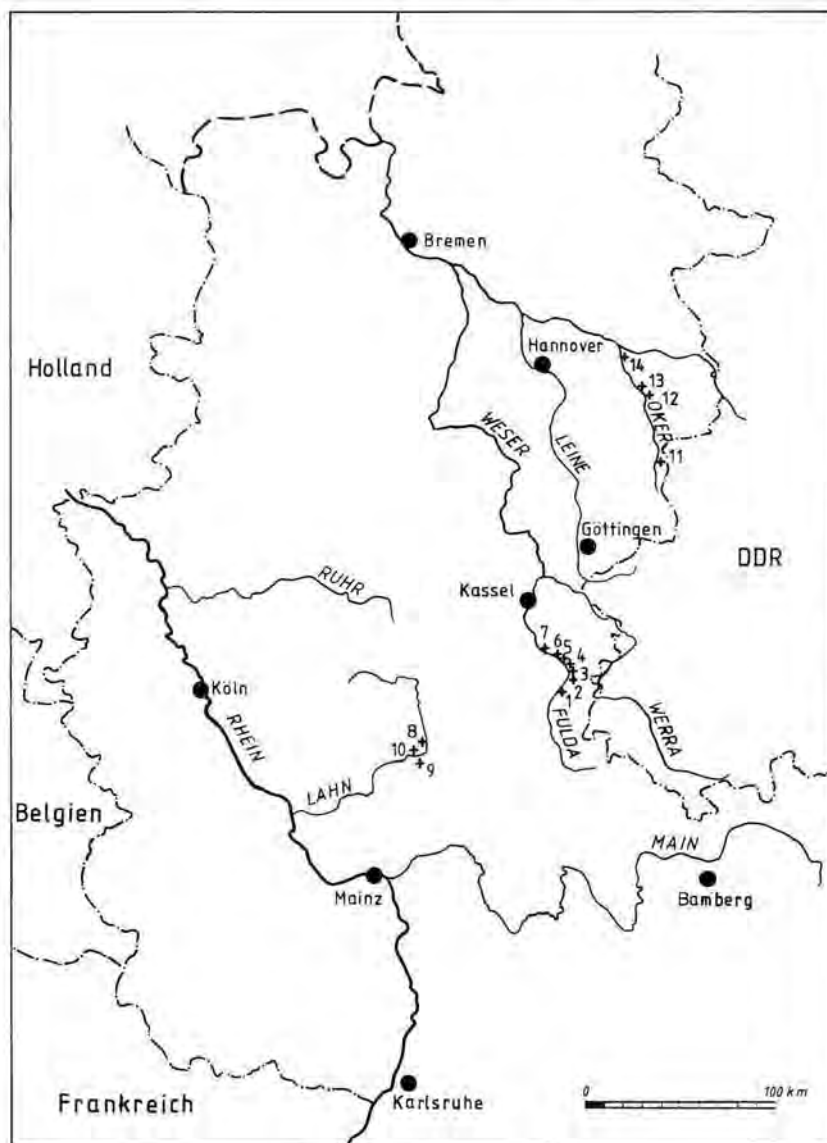 Bremen
Holland
Hannover
14
13
12
OKER
11
WESER
LEINE
Göttingen
DDR
RUHR
Kassel
7
6
5
4
3
2
1
Köln
RHEIN
FULDA
WERRA
8
10
9
LAHN
Belgien
MAIN
Mainz
Bamberg
Frankreich
Karlsruhe
0 100 km